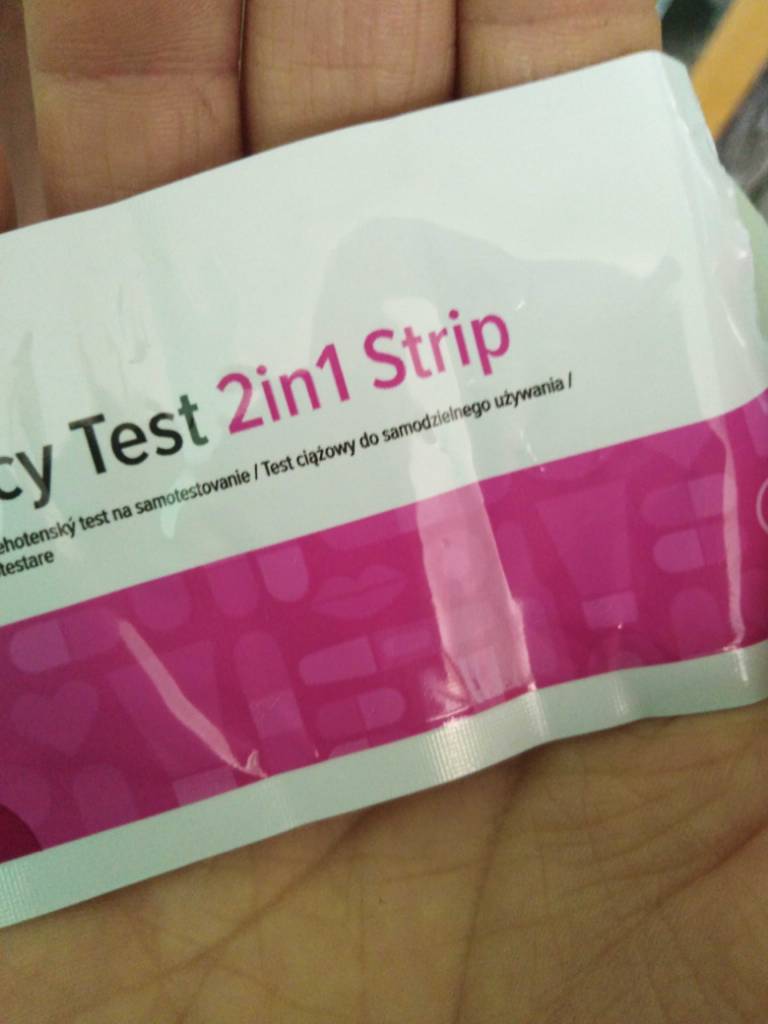 cy Test 2in1 Strip
ehotenský test na samotestovanie / Test ciążowy do samodzielnego używania /
testare